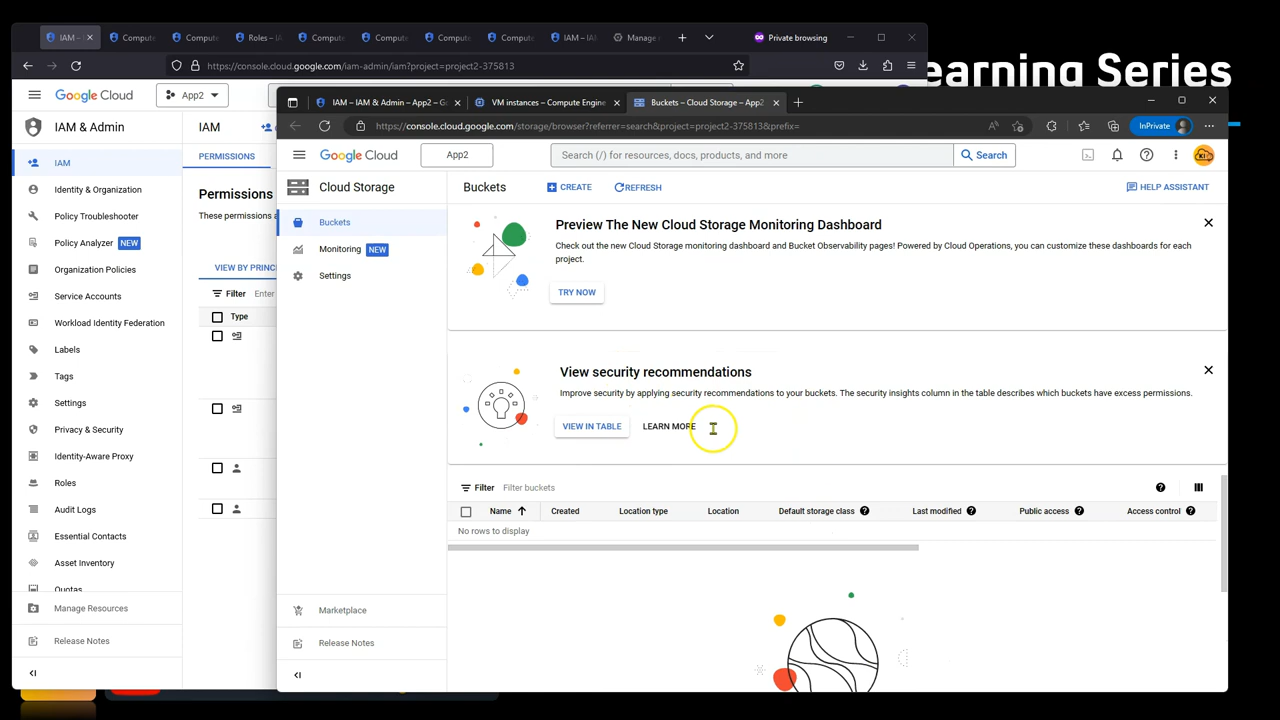 earning Series
IAM –
Compute
Compute
Roles – I
Compute
Compute
Compute
Compute
IAM – IA
Manage
Private browsing
https://console.cloud.google.com/iam-admin/iam?project=project2-375813
Google Cloud
App2
IAM & Admin
IAM
Identity & Organization
Policy Troubleshooter
Policy Analyzer NEW
Organization Policies
Service Accounts
Workload Identity Federation
Labels
Tags
Settings
Privacy & Security
Identity-Aware Proxy
Roles
Audit Logs
Essential Contacts
Asset Inventory
Quotas
Manage Resources
Release Notes
IAM
PERMISSIONS
Permissions
These permissions a
VIEW BY PRINC
Filter Enter
Type
IAM – IAM & Admin – App2 – Go
VM instances – Compute Engine
Buckets – Cloud Storage – App2
https://console.cloud.google.com/storage/browser?referrer=search&project=project2-375813&prefix=
InPrivate
Google Cloud
App2
Search (/) for resources, docs, products, and more
Search
Cloud Storage
Buckets
Monitoring NEW
Settings
Marketplace
Release Notes
Buckets
CREATE
REFRESH
HELP ASSISTANT
Preview The New Cloud Storage Monitoring Dashboard
Check out the new Cloud Storage monitoring dashboard and Bucket Observability pages! Powered by Cloud Operations, you can customize these dashboards for each
project.
TRY NOW
View security recommendations
Improve security by applying security recommendations to your buckets. The security insights column in the table describes which buckets have excess permissions.
VIEW IN TABLE
LEARN MORE
Filter Filter buckets
Name Created Location type Location Default storage class Last modified Public access Access control
No rows to display